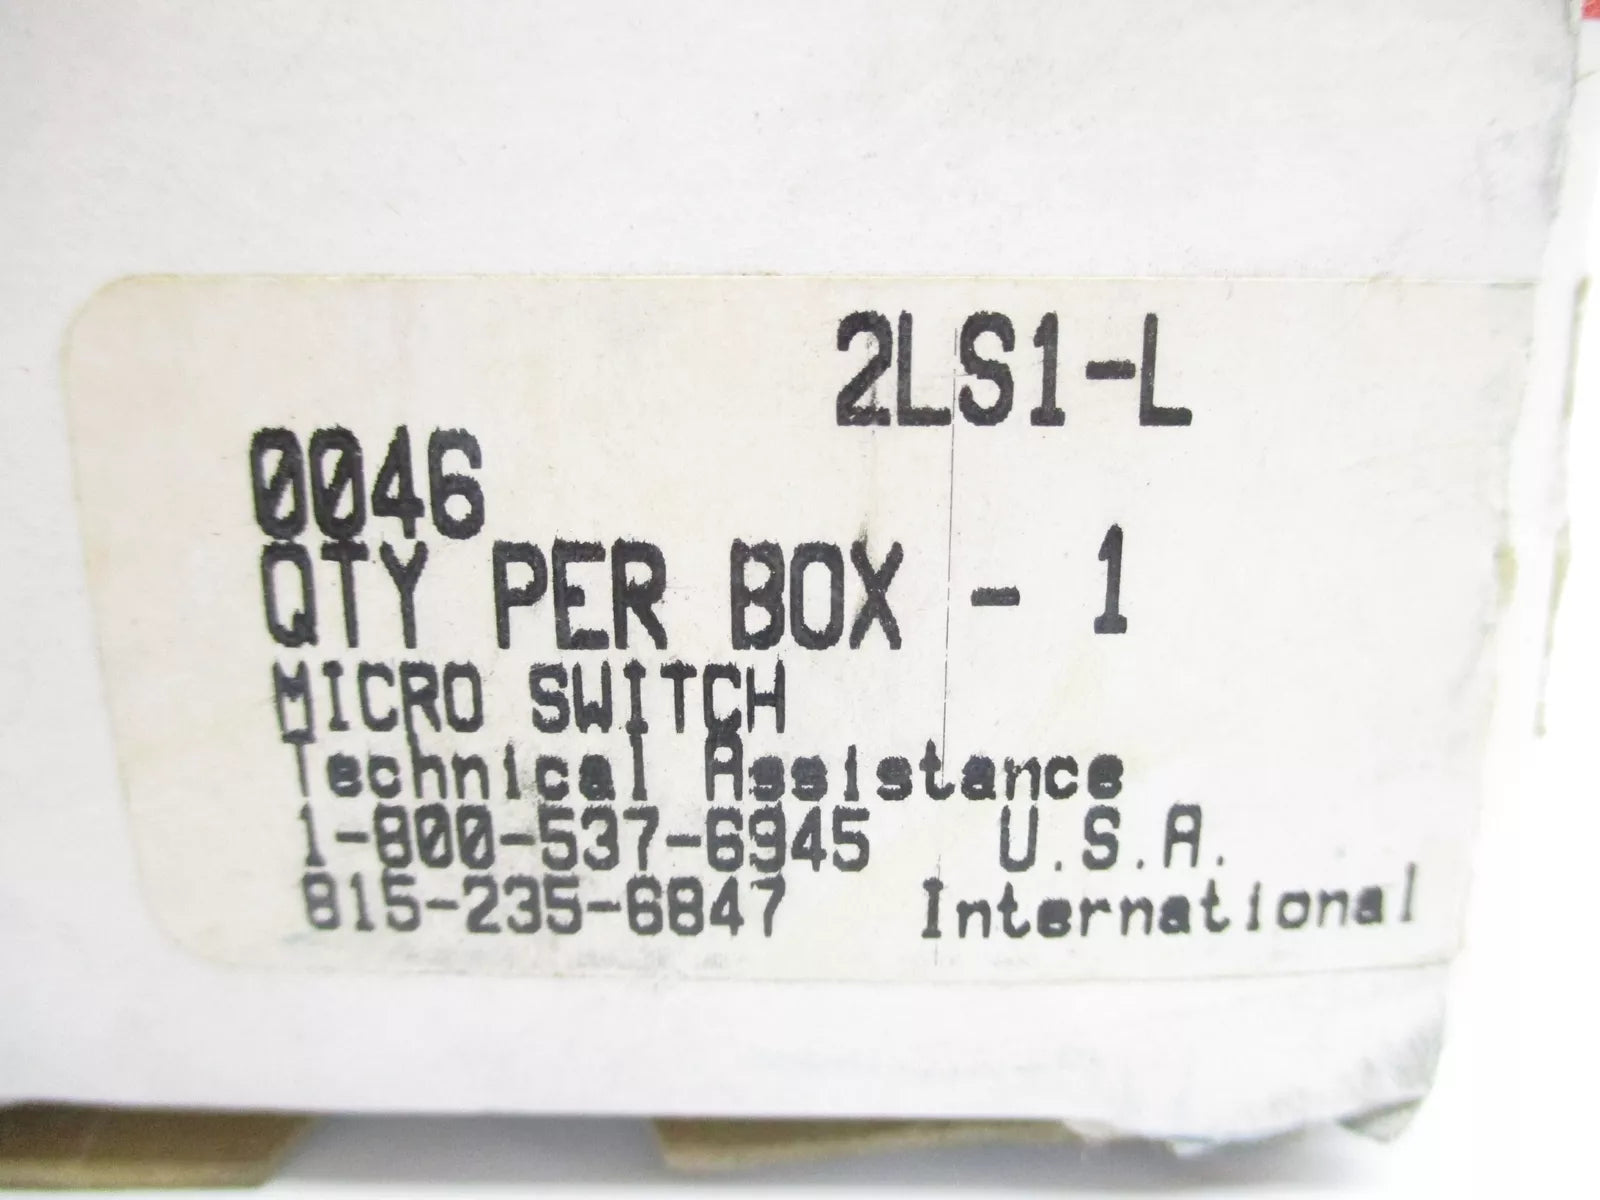 2LS1-L
0046
QTY PER BOX - 1
MICRO SWITCH
Technical Assistance
1-800-537-6945 U.S.A.
815-235-6847 International